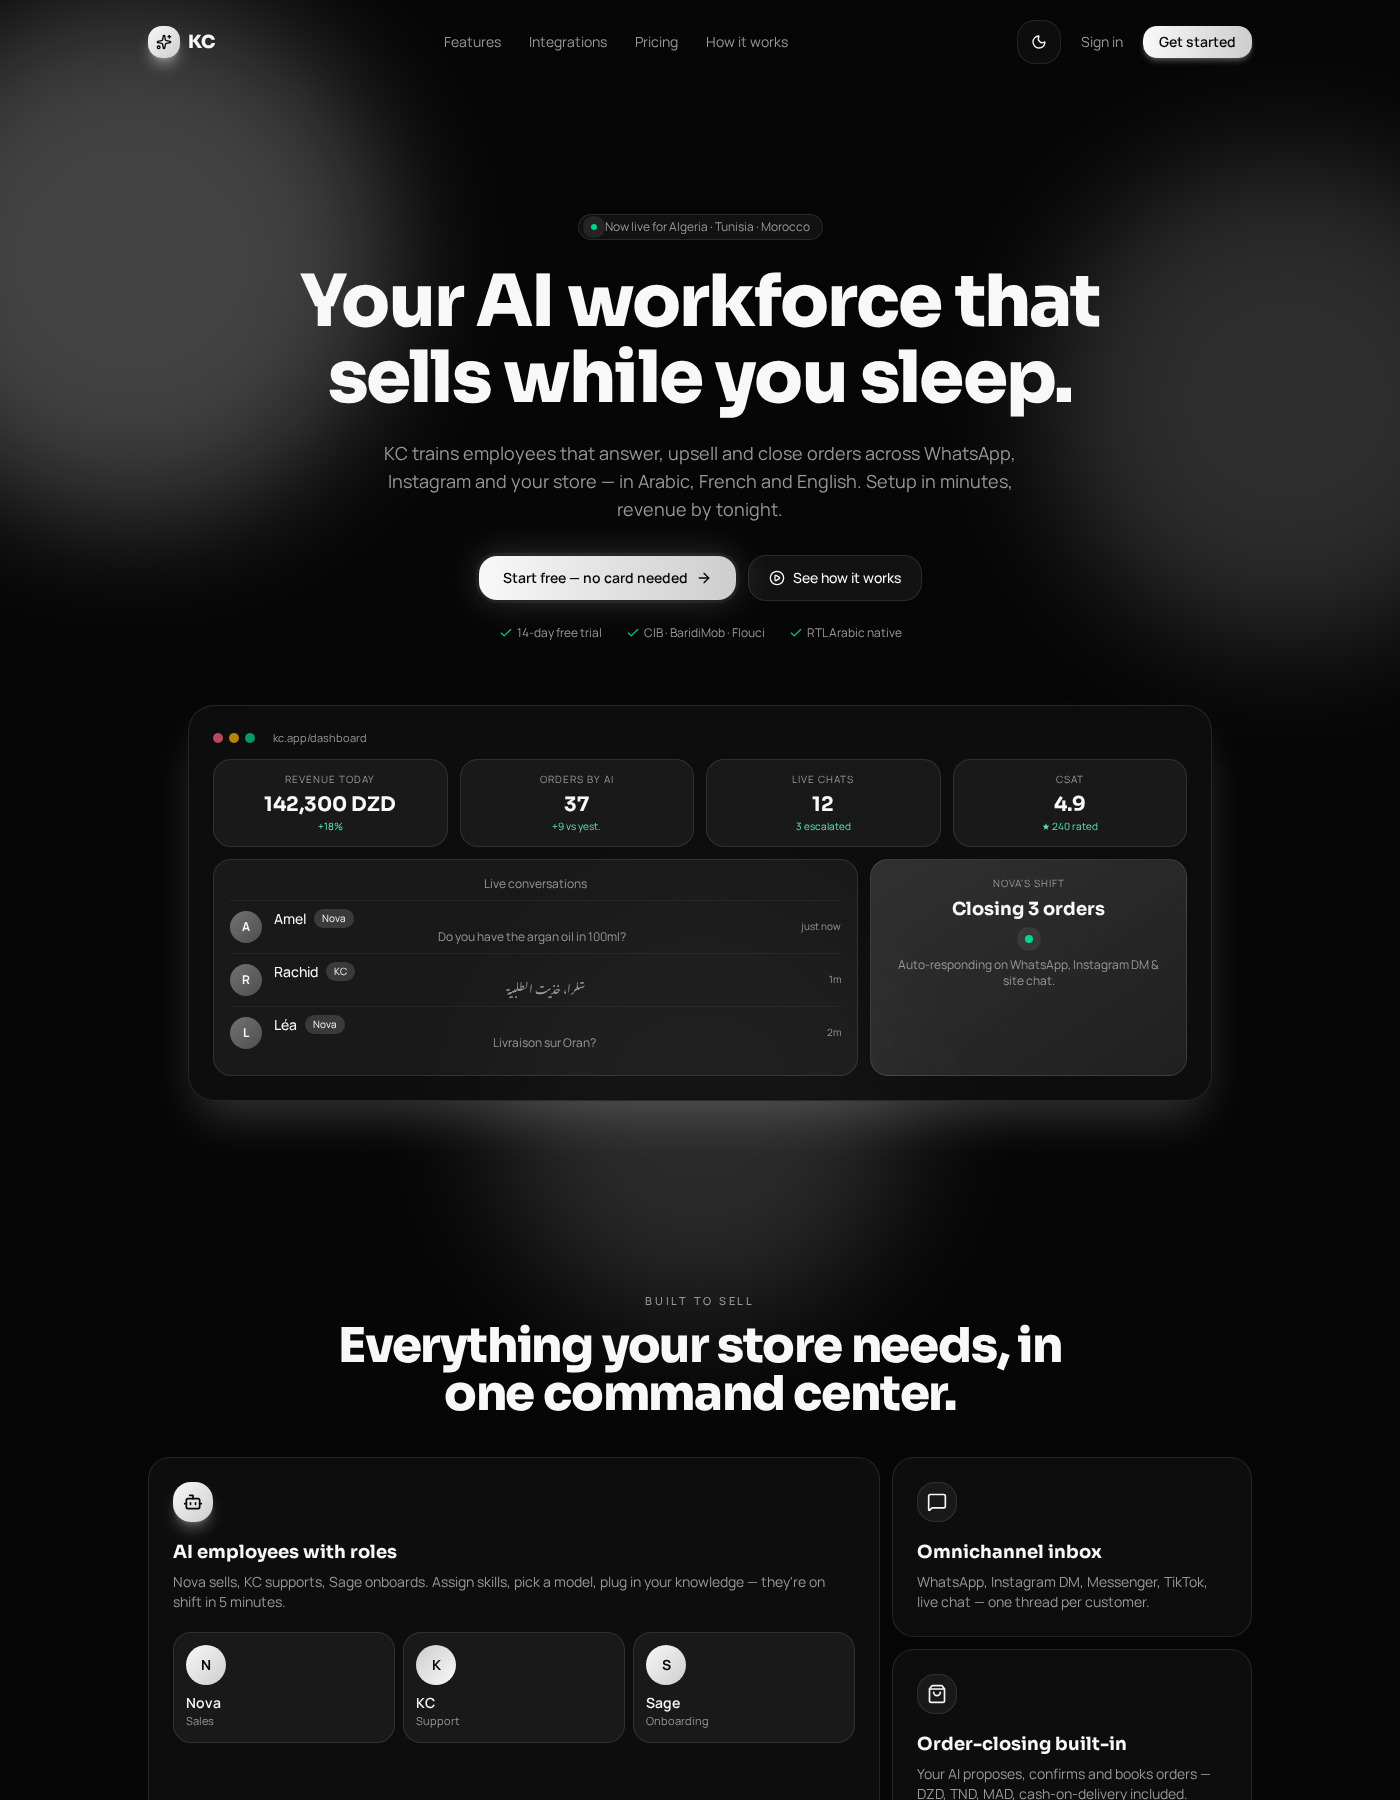 KC
Features
Integrations
Pricing
How it works
Sign in
Get started
Now live for Algeria · Tunisia · Morocco
Your AI workforce that
sells while you sleep.
KC trains employees that answer, upsell and close orders across WhatsApp,
Instagram and your store — in Arabic, French and English. Setup in minutes,
revenue by tonight.
Start free — no card needed
See how it works
14-day free trial
CIB · BaridiMob · Flouci
RTL Arabic native
kc.app/dashboard
REVENUE TODAY
142,300 DZD
+18%
ORDERS BY AI
37
+9 vs yest.
LIVE CHATS
12
3 escalated
CSAT
4.9
★ 240 rated
Live conversations
A
Amel
Nova
Do you have the argan oil in 100ml?
just now
R
Rachid
KC
الطلبية
1m
L
Léa
Nova
Livraison sur Oran?
2m
NOVA'S SHIFT
Closing 3 orders
Auto-responding on WhatsApp, Instagram DM &
site chat.
BUILT TO SELL
Everything your store needs, in
one command center.
AI employees with roles
Nova sells, KC supports, Sage onboards. Assign skills, pick a model, plug in your knowledge — they're on
shift in 5 minutes.
N
Nova
Sales
K
KC
Support
S
Sage
Onboarding
Omnichannel inbox
WhatsApp, Instagram DM, Messenger, TikTok,
live chat — one thread per customer.
Order-closing built-in
Your AI proposes, confirms and books orders —
DZD, TND, MAD, cash-on-delivery included.